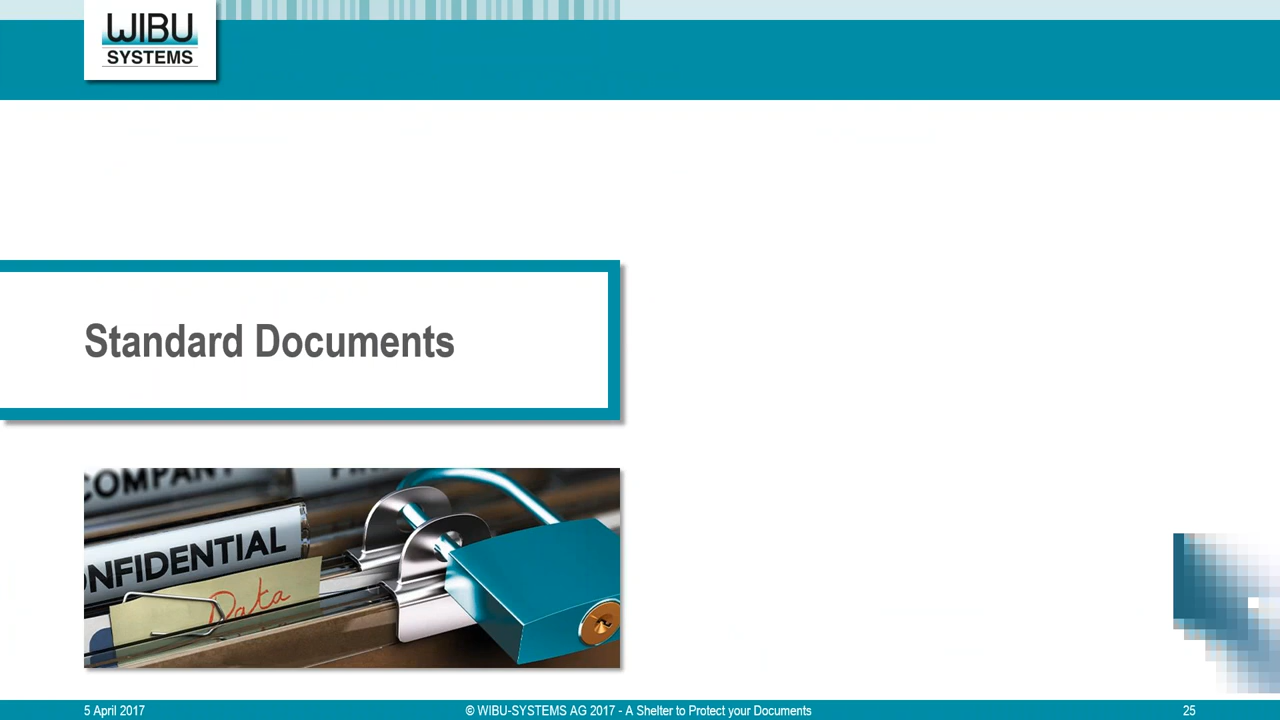 WIBU
SYSTEMS
Standard Documents
COMPANY
ONFIDENTIAL
Data
5 April 2017
© WIBU-SYSTEMS AG 2017 - A Shelter to Protect your Documents
25